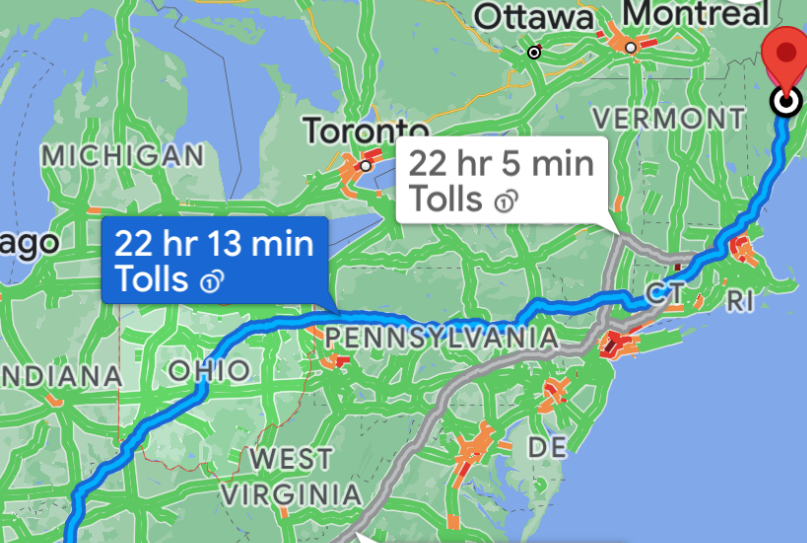 Ottawa
Montreal
VERMONT
Toronto
MICHIGAN
22 hr 5 min
Tolls
ago
22 hr 13 min
Tolls
CT
RI
PENNSYLVANIA
NDIANA
OHIO
DE
WEST
VIRGINIA